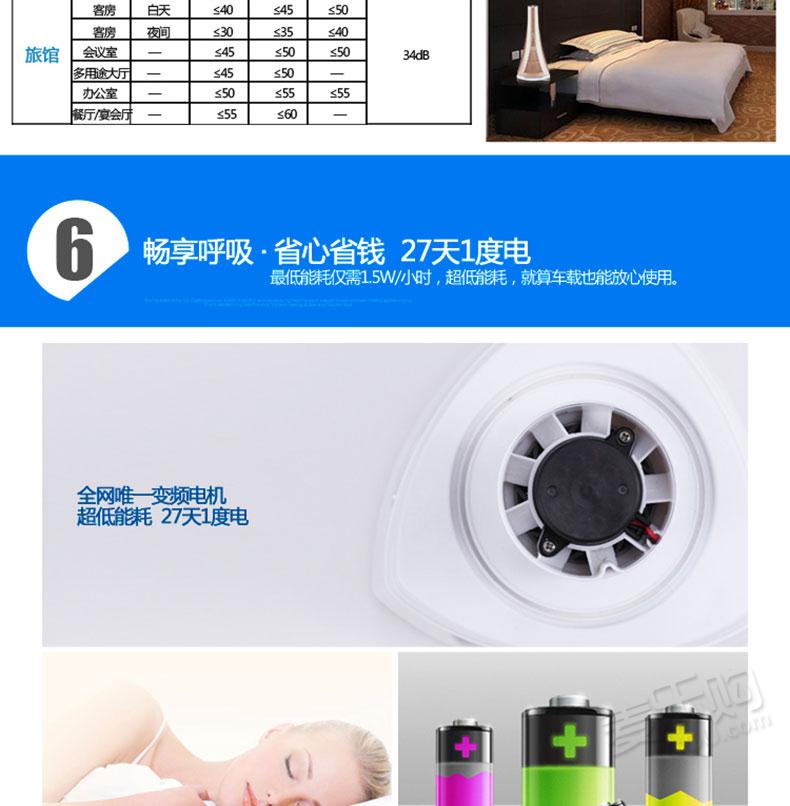 客房 白天 ≤40 ≤45 ≤50
客房 夜间 ≤30 ≤35 ≤40
旅馆 会议室 — ≤45 ≤50 ≤50 34dB
多用途大厅 — ≤45 ≤50 —
办公室 — ≤50 ≤55 ≤55
餐厅/宴会厅 — ≤55 ≤60 —
6
畅享呼吸·省心省钱 27天1度电
最低能耗仅需1.5W/小时，超低能耗，就算车载也能放心使用。
全网唯一变频电机
超低能耗 27天1度电